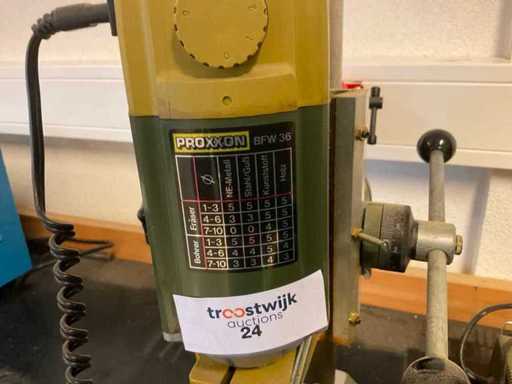 PROXXON BFW 36
Ø NE-Metall Stahl/Guß Kunststoff Holz
Fräser 1-3 5 5 5 5
4-6 3 3 5 5
7-10 0 0 4 5
Bohrer 1-3 5 5 5 5
4-6 4 4 5 5
7-10 3 3 4 3
troostwijk
auctions
24